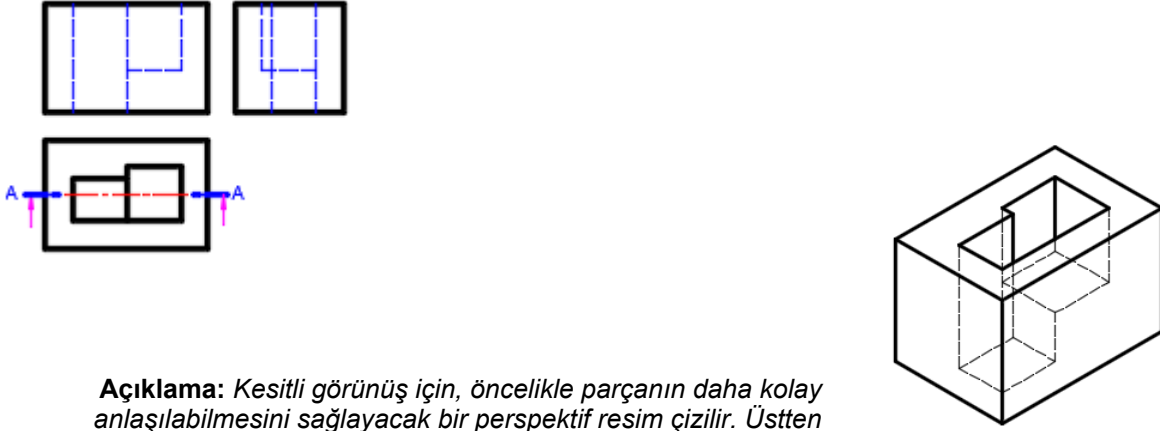 A A
Açıklama: Kesitli görünüş için, öncelikle parçanın daha kolay
anlaşılabilmesini sağlayacak bir perspektif resim çizilir. Üstten